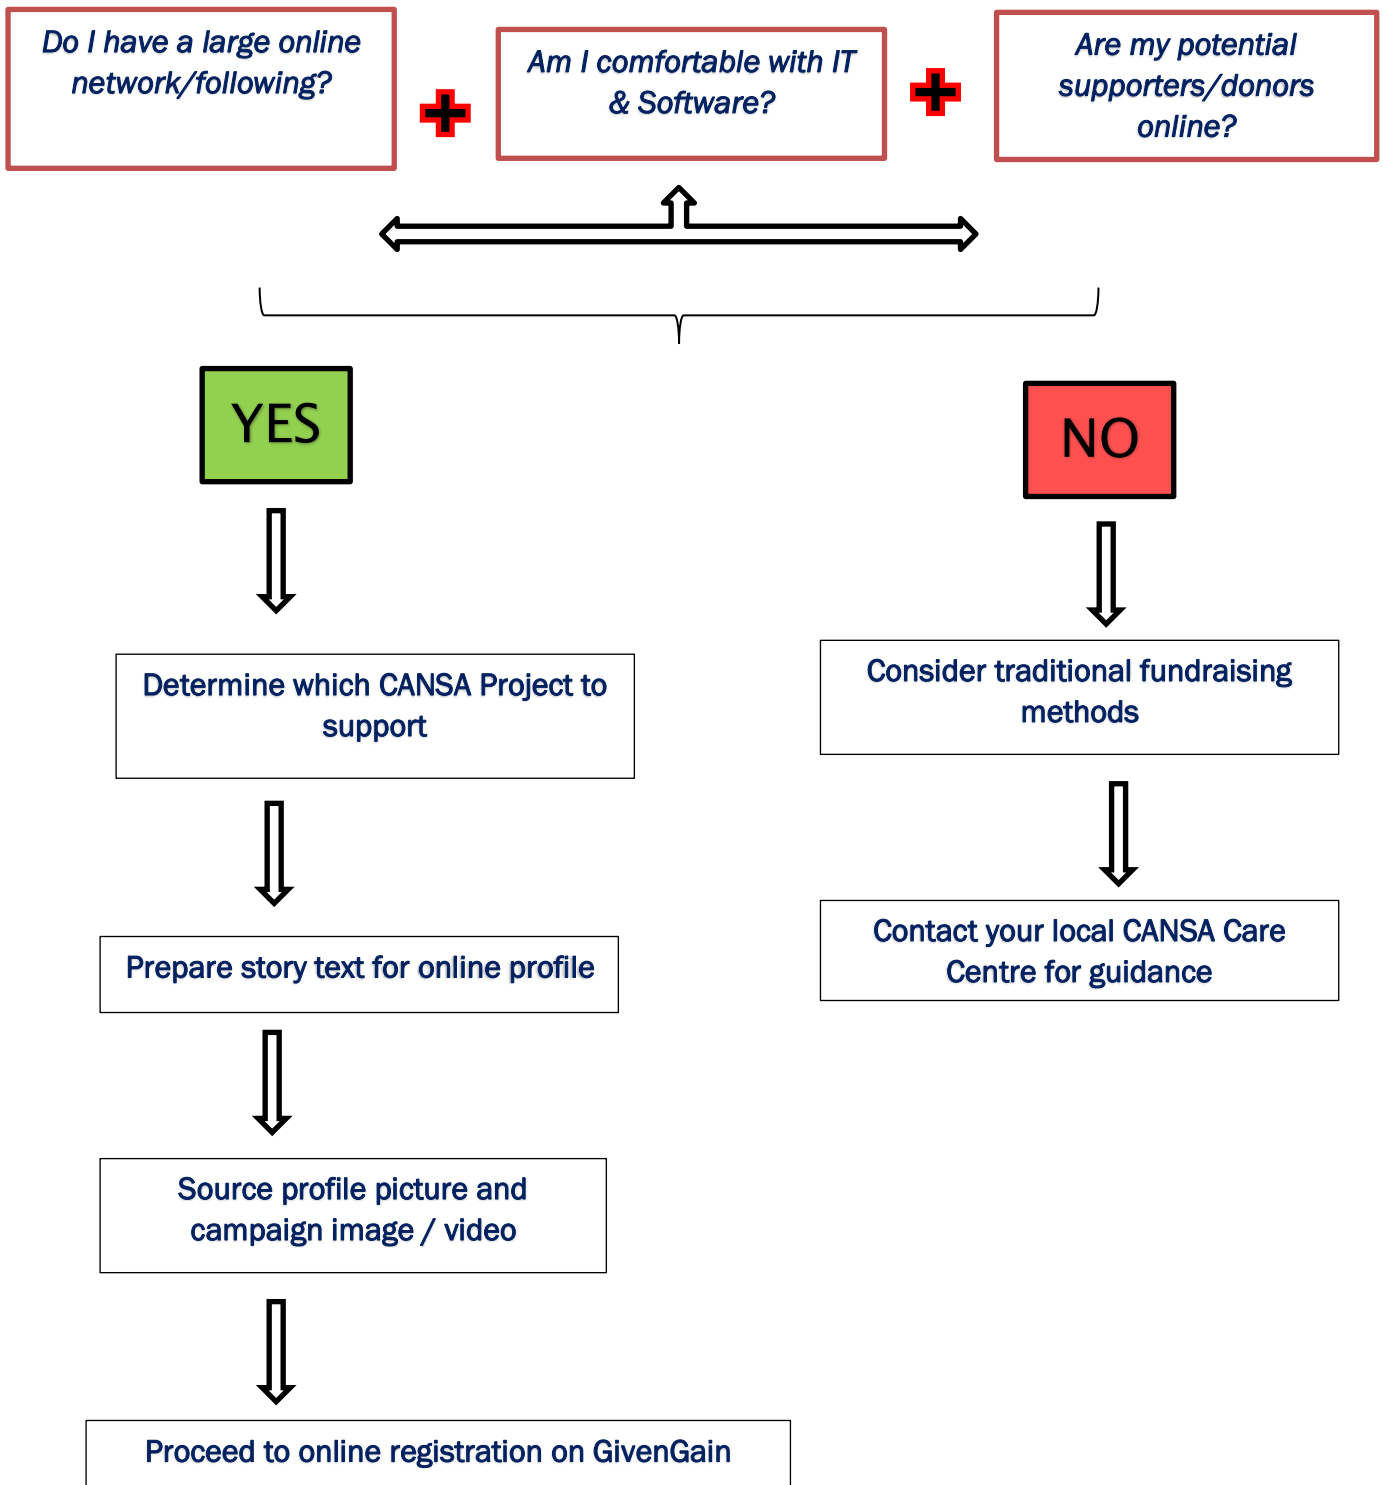 Do I have a large online
network/following?
Am I comfortable with IT
& Software?
Are my potential
supporters/donors
online?
YES
NO
Determine which CANSA Project to
support
Consider traditional fundraising
methods
Prepare story text for online profile
Contact your local CANSA Care
Centre for guidance
Source profile picture and
campaign image / video
Proceed to online registration on GivenGain